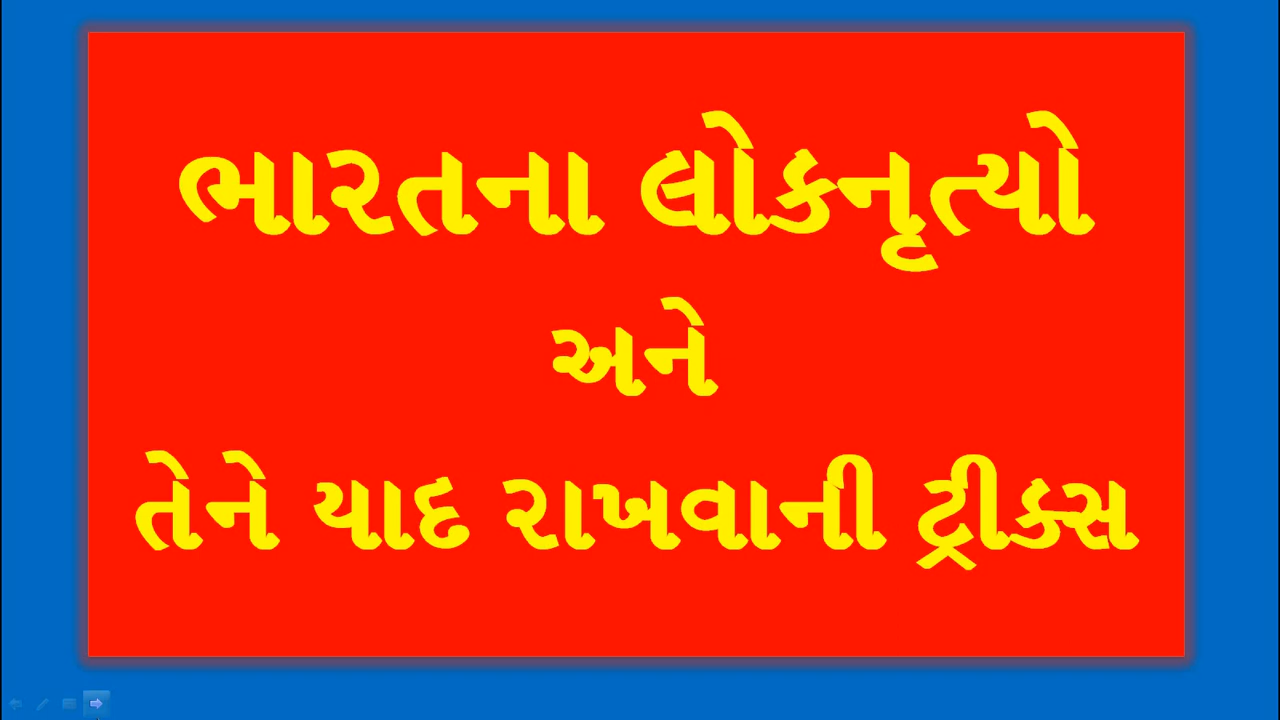 ભારતના લોકનૃત્યો
અને
તેને યાદ રાખવાની ટ્રીક્સ